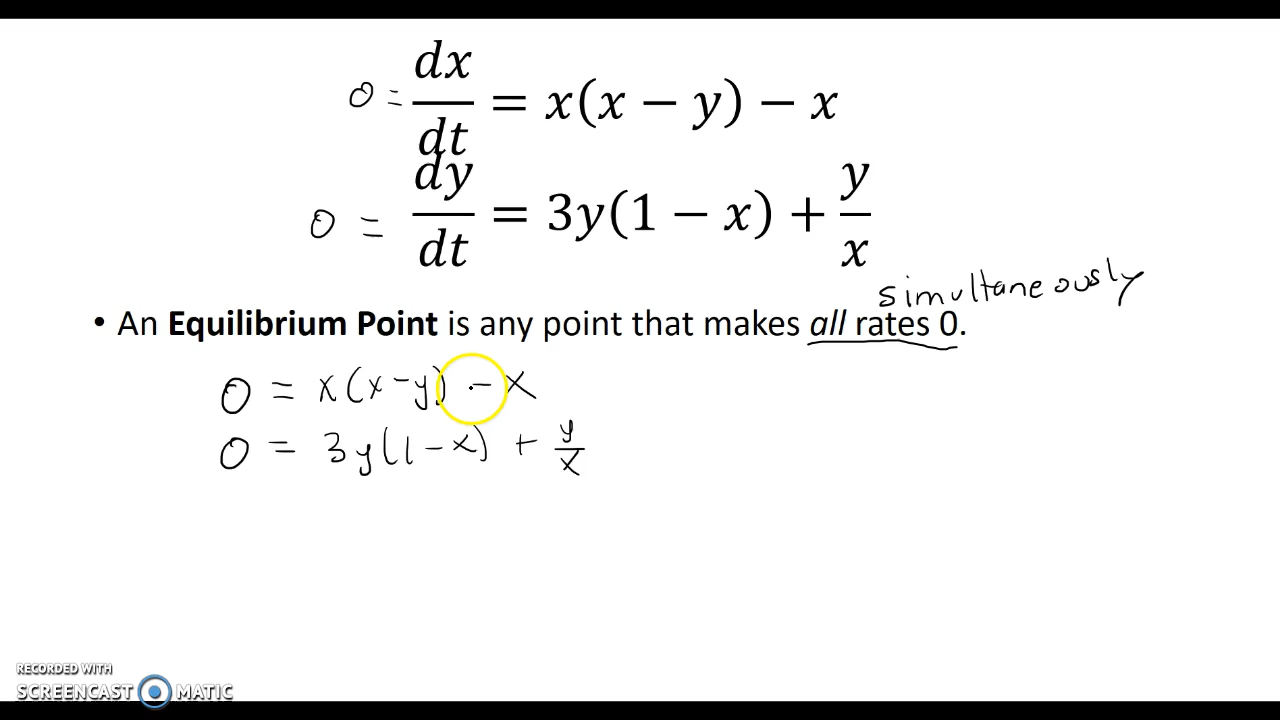 0 = dx/dt = x(x − y) − x
0 = dy/dt = 3y(1 − x) + y/x
simultaneously
• An Equilibrium Point is any point that makes all rates 0.
0 = x(x-y) - x
0 = 3y(1-x) + y/x
RECORDED WITH
SCREENCAST MATIC